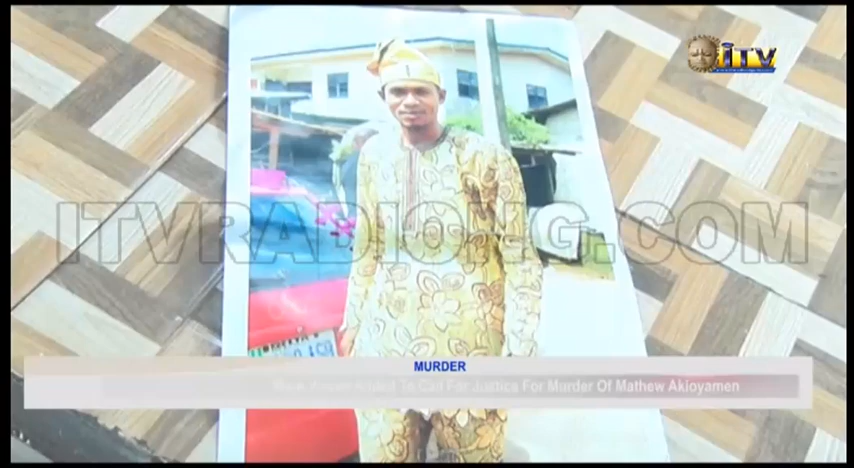 iTV
ITVRADIONG.COM
MURDER
To Call For Justice For Murder Of Mathew Akioyamen